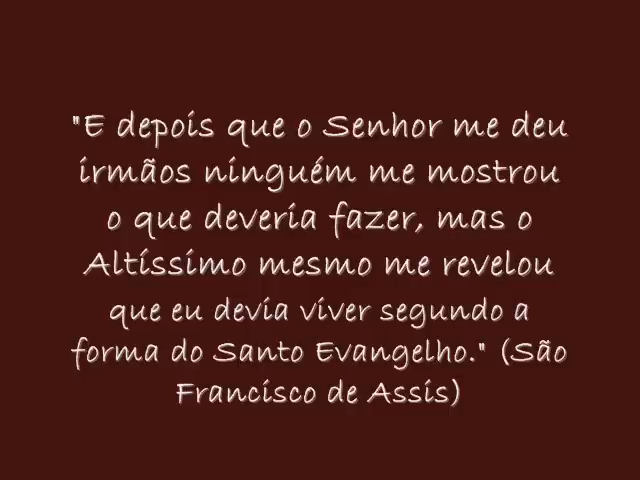 "E depois que o Senhor me deu
irmãos ninguém me mostrou
o que deveria fazer, mas o
Altíssimo mesmo me revelou
que eu devia viver segundo a
forma do Santo Evangelho." (São
Francisco de Assis)